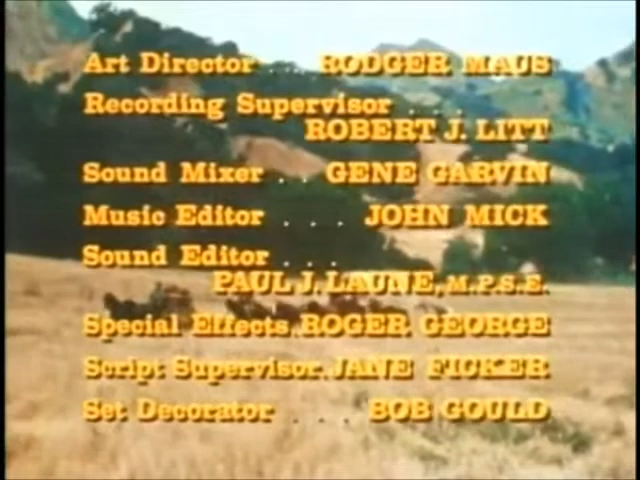 Art Director . . . RODGER MAUS
Recording Supervisor . . . .
ROBERT J. LITT
Sound Mixer . . GENE GARVIN
Music Editor . . . JOHN MICK
Sound Editor . . .
PAUL J. LAUNE, M.P.S.E.
Special Effects. ROGER GEORGE
Script Supervisor. JANE FICKER
Set Decorator . . . BOB GOULD